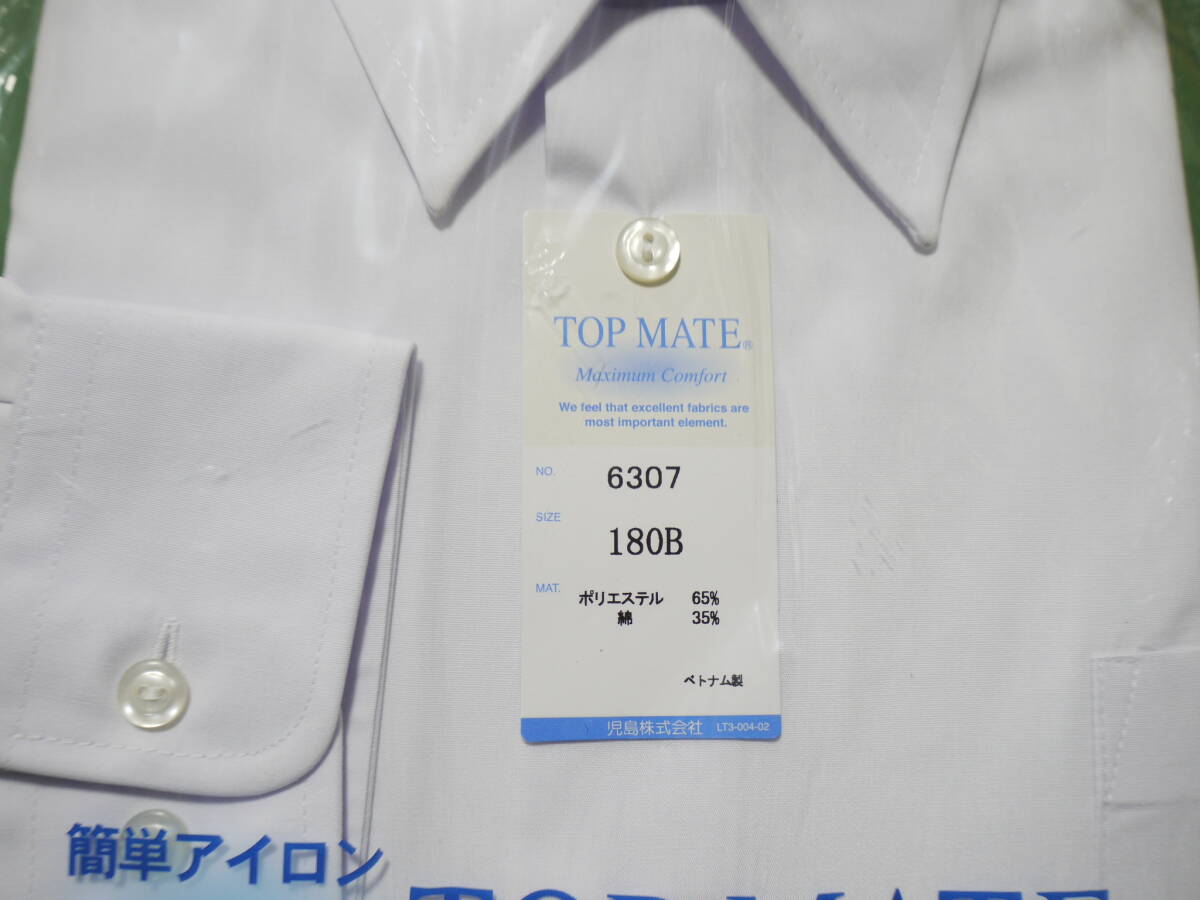 TOP MATE®
Maximum Comfort
We feel that excellent fabrics are
most important element.
NO. 6307
SIZE 180B
MAT. ポリエステル 65%
綿 35%
ベトナム製
児島株式会社 LT3-004-02
簡単アイロン
TOP MATE